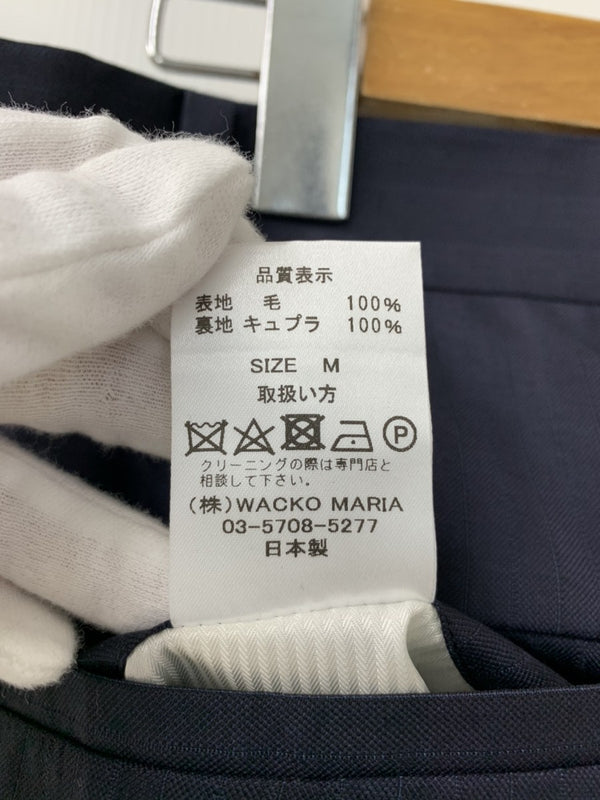 品質表示
表地 毛 100%
裏地 キュプラ 100%
SIZE M
取扱い方
P
クリーニングの際は専門店と
相談して下さい。
(株)WACKO MARIA
03-5708-5277
日本製